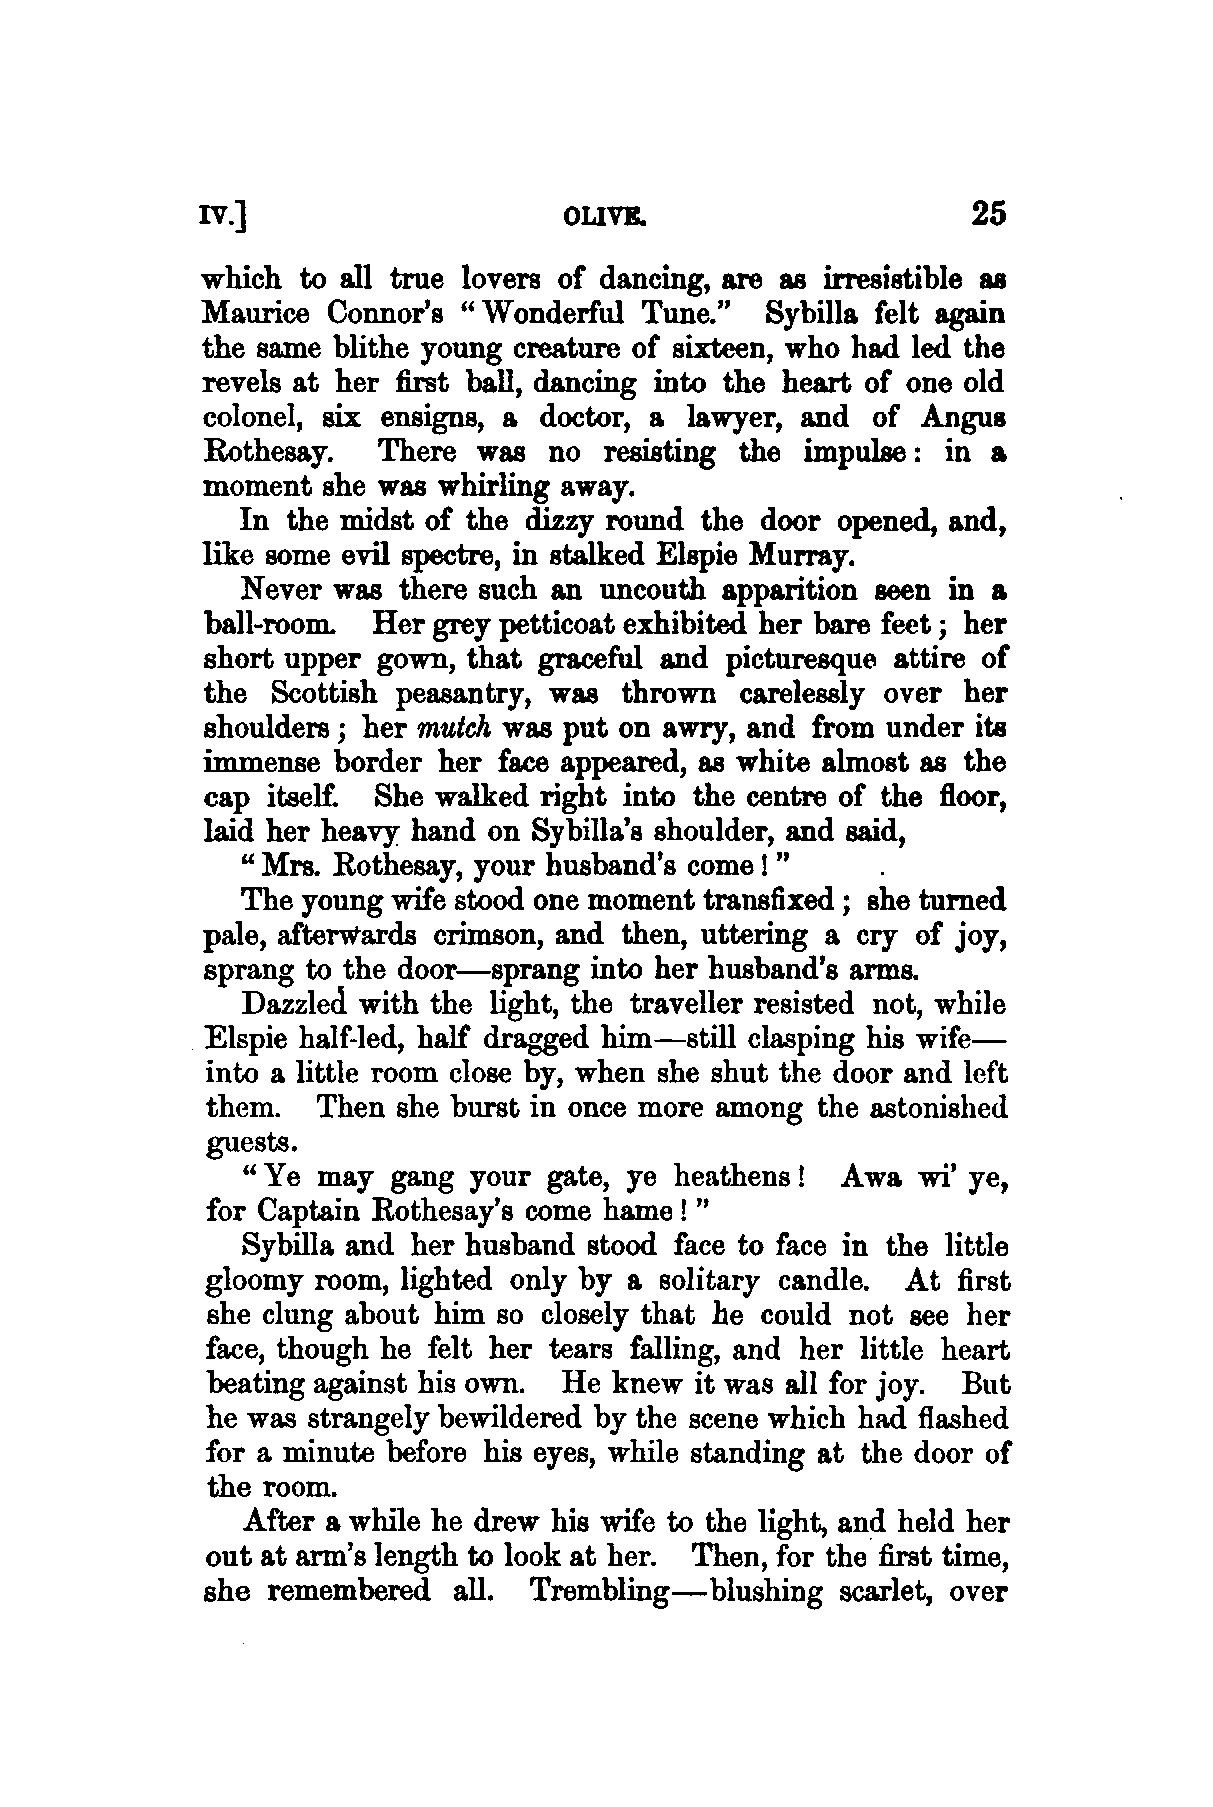 IV.] OLIVE. 25
which to all true lovers of dancing, are as irresistible as
Maurice Connor's "Wonderful Tune." Sybilla felt again
the same blithe young creature of sixteen, who had led the
revels at her first ball, dancing into the heart of one old
colonel, six ensigns, a doctor, a lawyer, and of Angus
Rothesay. There was no resisting the impulse: in a
moment she was whirling away.
In the midst of the dizzy round the door opened, and,
like some evil spectre, in stalked Elspie Murray.
Never was there such an uncouth apparition seen in a
ball-room. Her grey petticoat exhibited her bare feet; her
short upper gown, that graceful and picturesque attire of
the Scottish peasantry, was thrown carelessly over her
shoulders; her mutch was put on awry, and from under its
immense border her face appeared, as white almost as the
cap itself. She walked right into the centre of the floor,
laid her heavy hand on Sybilla's shoulder, and said,
"Mrs. Rothesay, your husband's come!"
The young wife stood one moment transfixed; she turned
pale, afterwards crimson, and then, uttering a cry of joy,
sprang to the door—sprang into her husband's arms.
Dazzled with the light, the traveller resisted not, while
Elspie half-led, half dragged him—still clasping his wife—
into a little room close by, when she shut the door and left
them. Then she burst in once more among the astonished
guests.
"Ye may gang your gate, ye heathens! Awa wi' ye,
for Captain Rothesay's come hame!"
Sybilla and her husband stood face to face in the little
gloomy room, lighted only by a solitary candle. At first
she clung about him so closely that he could not see her
face, though he felt her tears falling, and her little heart
beating against his own. He knew it was all for joy. But
he was strangely bewildered by the scene which had flashed
for a minute before his eyes, while standing at the door of
the room.
After a while he drew his wife to the light, and held her
out at arm's length to look at her. Then, for the first time,
she remembered all. Trembling—blushing scarlet, over